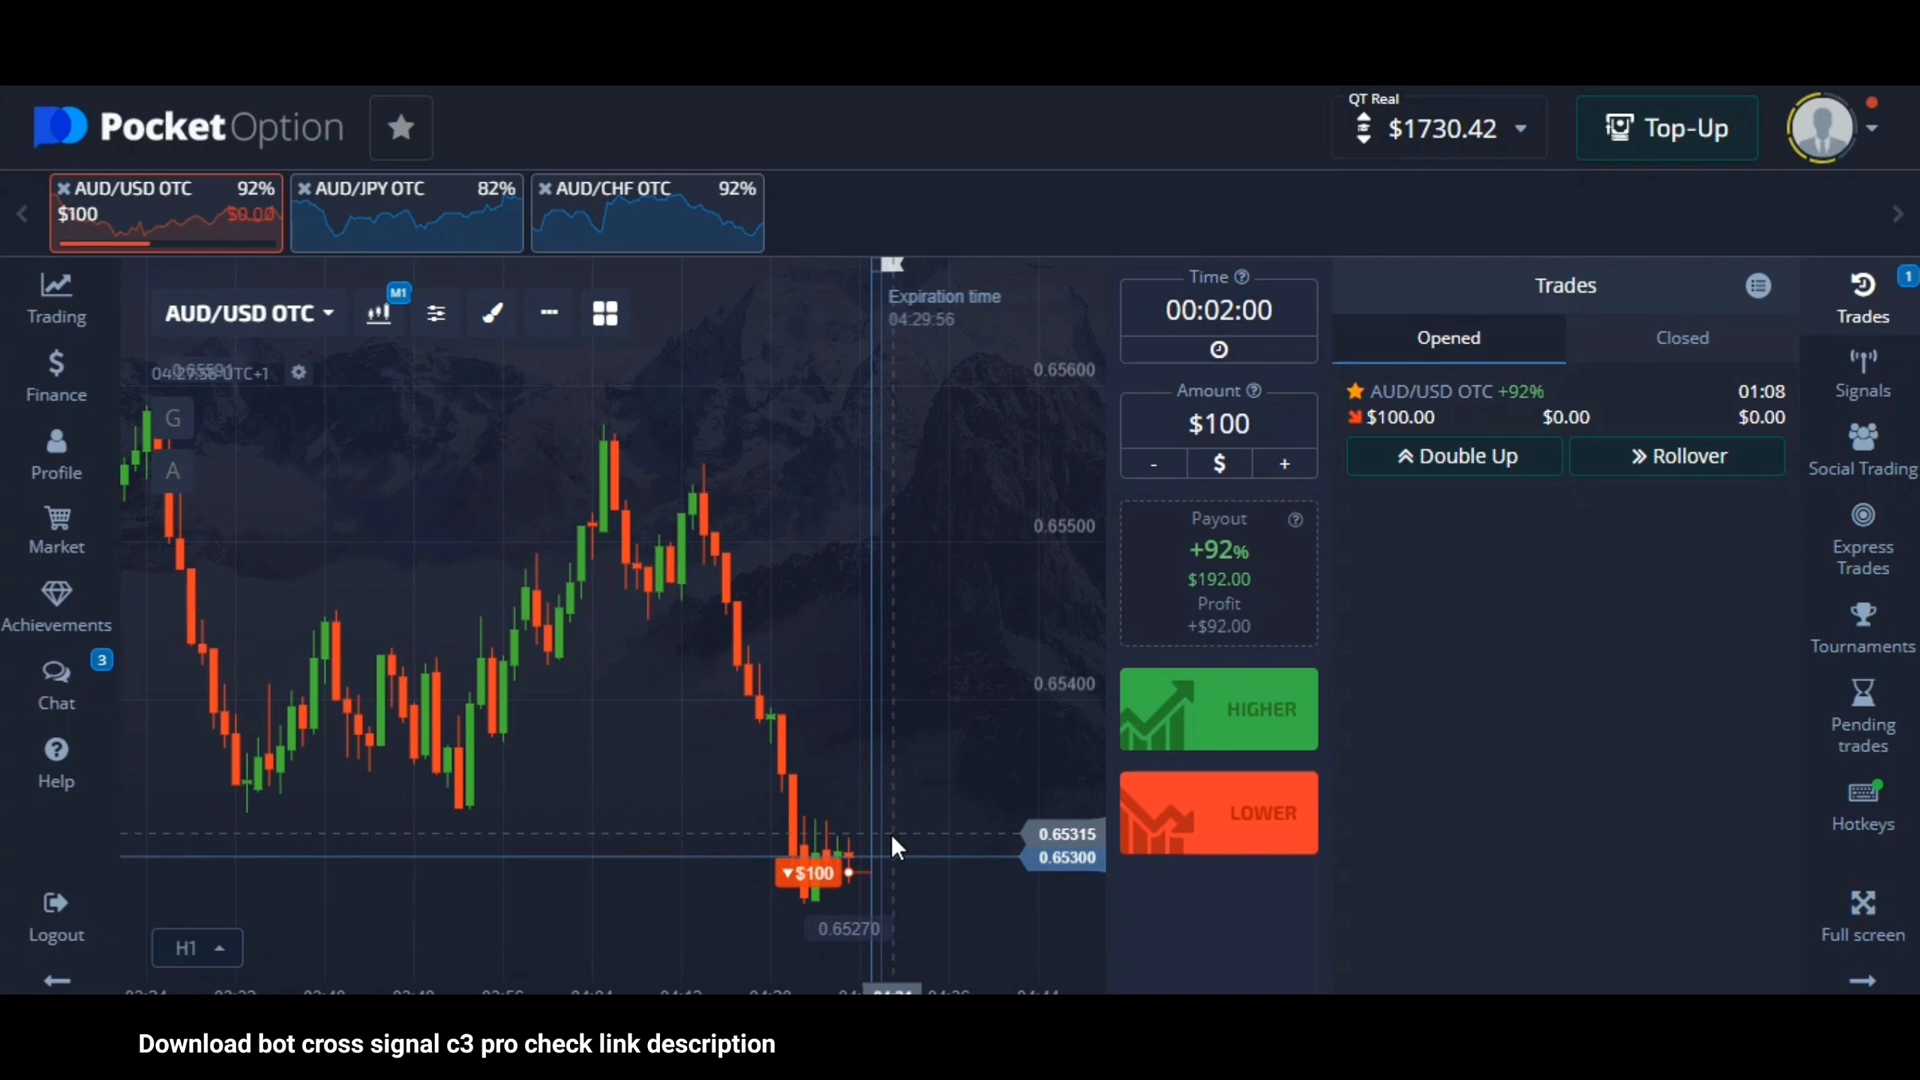 PocketOption
QT Real
$1730.42
Top-Up
AUD/USD OTC 92%
$100 $0.00
AUD/JPY OTC 82%
AUD/CHF OTC 92%
Trading
Finance
Profile
Market
Achievements
3
Chat
Help
Logout
AUD/USD OTC
M1
G
A
H1
Expiration time
04:29:56
0.65600
0.65500
0.65400
0.65315
0.65300
$100
0.65270
Time
00:02:00
Amount
$100
- $ +
Payout
+92%
$192.00
Profit
+$92.00
HIGHER
LOWER
Trades
Opened Closed
AUD/USD OTC +92% 01:08
$100.00 $0.00 $0.00
Double Up Rollover
1
Trades
Signals
Social Trading
Express
Trades
Tournaments
Pending
trades
Hotkeys
Full screen
Download bot cross signal c3 pro check link description